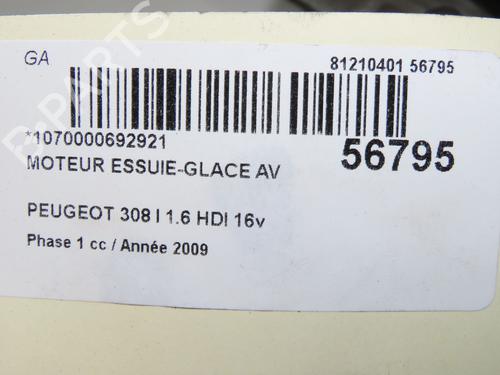 GA
81210401 56795
*1070000692921
56795
MOTEUR ESSUIE-GLACE AV
PEUGEOT 308 I 1.6 HDI 16v
Phase 1 cc / Année 2009